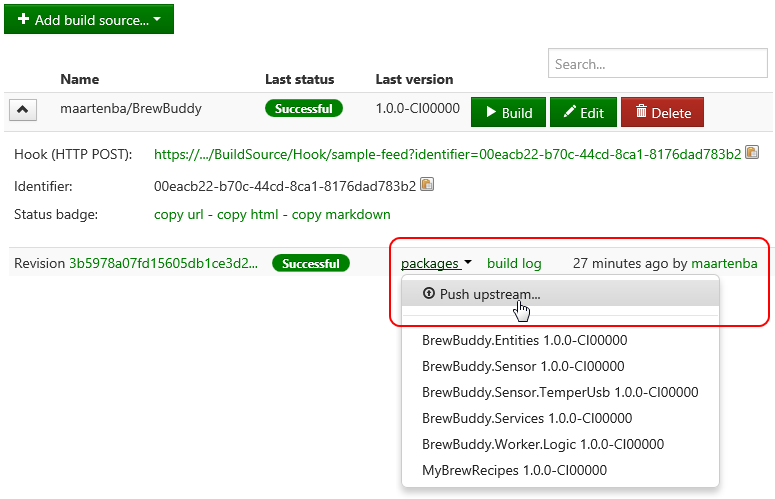 Add build source...
Search...
Name Last status Last version
maartenba/BrewBuddy Successful 1.0.0-CI00000 Build Edit Delete
Hook (HTTP POST): https://.../BuildSource/Hook/sample-feed?identifier=00eacb22-b70c-44cd-8ca1-8176dad783b2
Identifier: 00eacb22-b70c-44cd-8ca1-8176dad783b2
Status badge: copy url - copy html - copy markdown
Revision 3b5978a07fd15605db1ce3d2... Successful packages build log 27 minutes ago by maartenba
Push upstream...
BrewBuddy.Entities 1.0.0-CI00000
BrewBuddy.Sensor 1.0.0-CI00000
BrewBuddy.Sensor.TemperUsb 1.0.0-CI00000
BrewBuddy.Services 1.0.0-CI00000
BrewBuddy.Worker.Logic 1.0.0-CI00000
MyBrewRecipes 1.0.0-CI00000